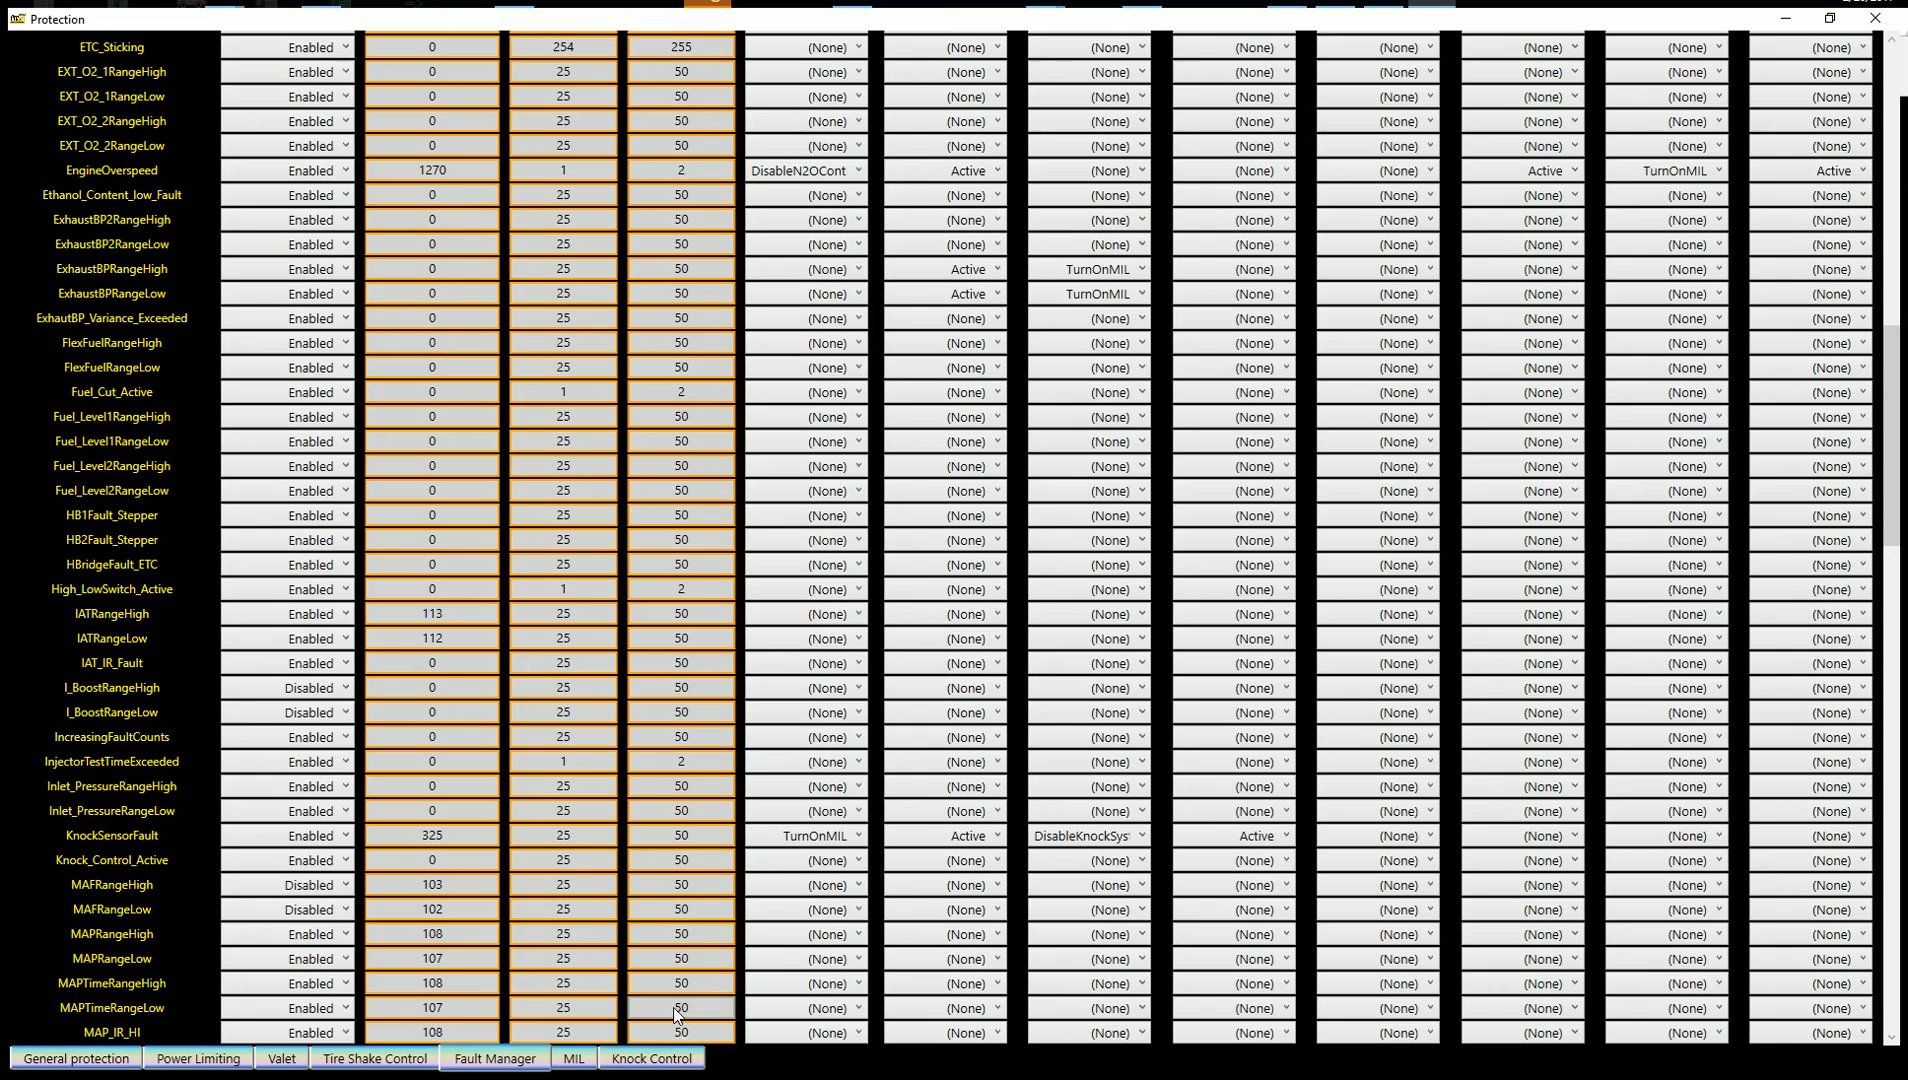 Protection
ETC_Sticking Enabled 0 254 255 (None) (None) (None) (None) (None) (None) (None) (None)
EXT_O2_1RangeHigh Enabled 0 25 50 (None) (None) (None) (None) (None) (None) (None) (None)
EXT_O2_1RangeLow Enabled 0 25 50 (None) (None) (None) (None) (None) (None) (None) (None)
EXT_O2_2RangeHigh Enabled 0 25 50 (None) (None) (None) (None) (None) (None) (None) (None)
EXT_O2_2RangeLow Enabled 0 25 50 (None) (None) (None) (None) (None) (None) (None) (None)
EngineOverspeed Enabled 1270 1 2 DisableN2OCont Active (None) (None) (None) Active TurnOnMIL Active
Ethanol_Content_low_Fault Enabled 0 25 50 (None) (None) (None) (None) (None) (None) (None) (None)
ExhaustBP2RangeHigh Enabled 0 25 50 (None) (None) (None) (None) (None) (None) (None) (None)
ExhaustBP2RangeLow Enabled 0 25 50 (None) (None) (None) (None) (None) (None) (None) (None)
ExhaustBPRangeHigh Enabled 0 25 50 (None) Active TurnOnMIL (None) (None) (None) (None) (None)
ExhaustBPRangeLow Enabled 0 25 50 (None) Active TurnOnMIL (None) (None) (None) (None) (None)
ExhautBP_Variance_Exceeded Enabled 0 25 50 (None) (None) (None) (None) (None) (None) (None) (None)
FlexFuelRangeHigh Enabled 0 25 50 (None) (None) (None) (None) (None) (None) (None) (None)
FlexFuelRangeLow Enabled 0 25 50 (None) (None) (None) (None) (None) (None) (None) (None)
Fuel_Cut_Active Enabled 0 1 2 (None) (None) (None) (None) (None) (None) (None) (None)
Fuel_Level1RangeHigh Enabled 0 25 50 (None) (None) (None) (None) (None) (None) (None) (None)
Fuel_Level1RangeLow Enabled 0 25 50 (None) (None) (None) (None) (None) (None) (None) (None)
Fuel_Level2RangeHigh Enabled 0 25 50 (None) (None) (None) (None) (None) (None) (None) (None)
Fuel_Level2RangeLow Enabled 0 25 50 (None) (None) (None) (None) (None) (None) (None) (None)
HB1Fault_Stepper Enabled 0 25 50 (None) (None) (None) (None) (None) (None) (None) (None)
HB2Fault_Stepper Enabled 0 25 50 (None) (None) (None) (None) (None) (None) (None) (None)
HBridgeFault_ETC Enabled 0 25 50 (None) (None) (None) (None) (None) (None) (None) (None)
High_LowSwitch_Active Enabled 0 1 2 (None) (None) (None) (None) (None) (None) (None) (None)
IATRangeHigh Enabled 113 25 50 (None) (None) (None) (None) (None) (None) (None) (None)
IATRangeLow Enabled 112 25 50 (None) (None) (None) (None) (None) (None) (None) (None)
IAT_IR_Fault Enabled 0 25 50 (None) (None) (None) (None) (None) (None) (None) (None)
I_BoostRangeHigh Disabled 0 25 50 (None) (None) (None) (None) (None) (None) (None) (None)
I_BoostRangeLow Disabled 0 25 50 (None) (None) (None) (None) (None) (None) (None) (None)
IncreasingFaultCounts Enabled 0 25 50 (None) (None) (None) (None) (None) (None) (None) (None)
InjectorTestTimeExceeded Enabled 0 1 2 (None) (None) (None) (None) (None) (None) (None) (None)
Inlet_PressureRangeHigh Enabled 0 25 50 (None) (None) (None) (None) (None) (None) (None) (None)
Inlet_PressureRangeLow Enabled 0 25 50 (None) (None) (None) (None) (None) (None) (None) (None)
KnockSensorFault Enabled 325 25 50 TurnOnMIL Active DisableKnockSys Active (None) (None) (None) (None)
Knock_Control_Active Enabled 0 25 50 (None) (None) (None) (None) (None) (None) (None) (None)
MAFRangeHigh Disabled 103 25 50 (None) (None) (None) (None) (None) (None) (None) (None)
MAFRangeLow Disabled 102 25 50 (None) (None) (None) (None) (None) (None) (None) (None)
MAPRangeHigh Enabled 108 25 50 (None) (None) (None) (None) (None) (None) (None) (None)
MAPRangeLow Enabled 107 25 50 (None) (None) (None) (None) (None) (None) (None) (None)
MAPTimeRangeHigh Enabled 108 25 50 (None) (None) (None) (None) (None) (None) (None) (None)
MAPTimeRangeLow Enabled 107 25 50 (None) (None) (None) (None) (None) (None) (None) (None)
MAP_IR_HI Enabled 108 25 50 (None) (None) (None) (None) (None) (None) (None) (None)
General protection Power Limiting Valet Tire Shake Control Fault Manager MIL Knock Control